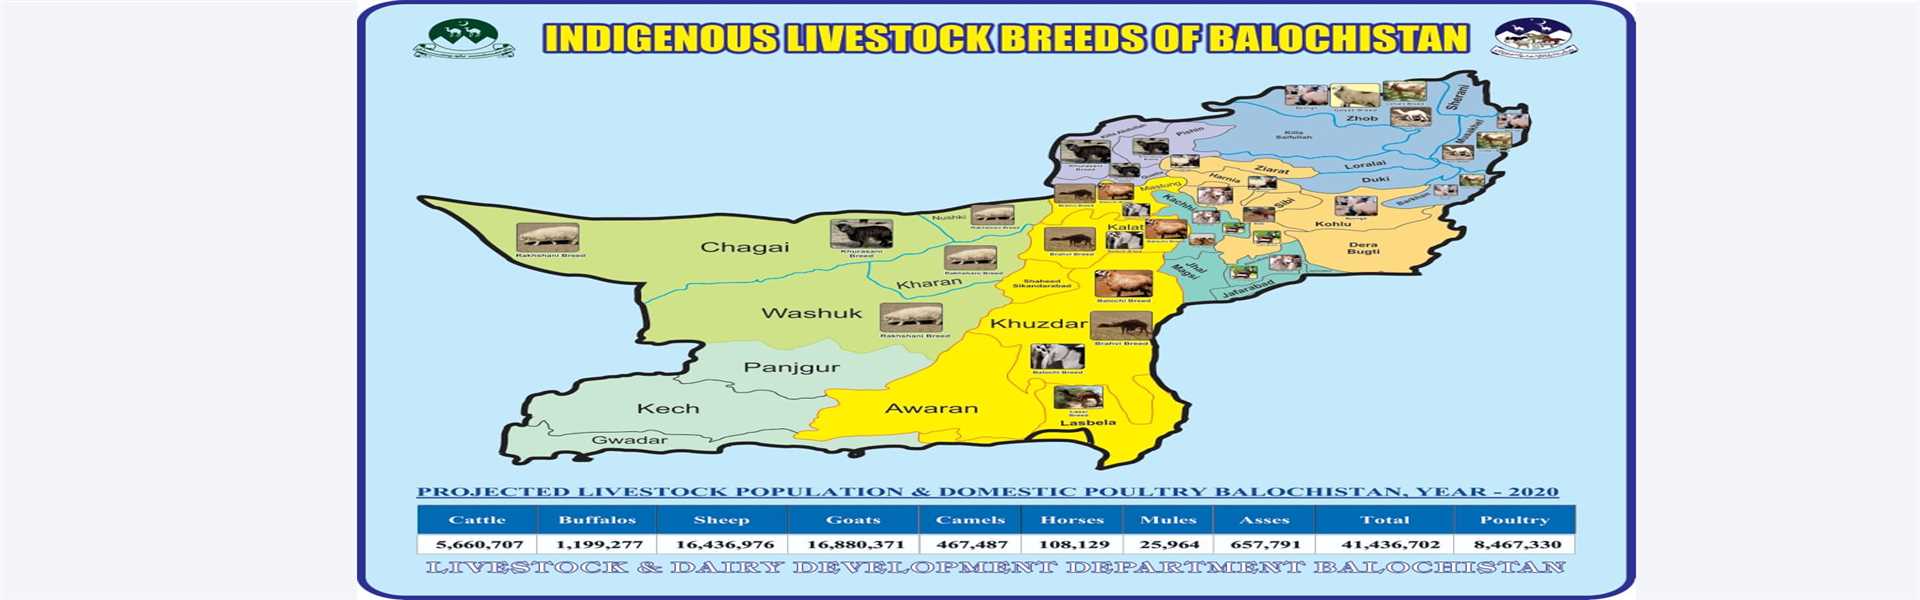 INDIGENOUS LIVESTOCK BREEDS OF BALOCHISTAN
Sherani
Zhob
Killa Abdullah
Pishin
Killa
Saifullah
Musakhel
Loralai
Khurasani
Breed
Ziarat
Duki
Harnia
Mastung
Kachhi
Sibi
Barkhan
Nushki
Rakhshani Breed
Kalat
Kohlu
Chagai
Khurasani
Breed
Rakhshani Breed
Brahvi Breed
Dera
Bugti
Rakhshani Breed
Jhal
Magsi
Kharan
Shaheed
Sikandarabad
Jafarabad
Balochi Breed
Washuk
Rakhshani Breed
Khuzdar
Brahvi Breed
Panjgur
Balochi Breed
Kech
Awaran
Breed
Lasbela
Gwadar
PROJECTED LIVESTOCK POPULATION & DOMESTIC POULTRY BALOCHISTAN, YEAR - 2020
Cattle Buffalos Sheep Goats Camels Horses Mules Asses Total Poultry
5,660,707 1,199,277 16,436,976 16,880,371 467,487 108,129 25,964 657,791 41,436,702 8,467,330
LIVESTOCK & DAIRY DEVELOPMENT DEPARTMENT BALOCHISTAN